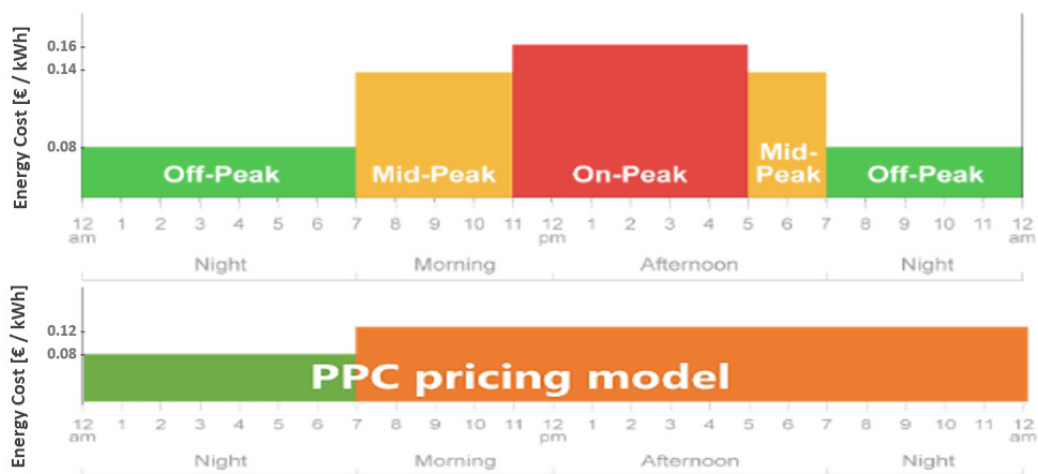 Energy Cost [€ / kWh]
0.16
0.14
0.08
Mid-
Off-Peak Mid-Peak On-Peak Peak Off-Peak
12 1 2 3 4 5 6 7 8 9 10 11 12 1 2 3 4 5 6 7 8 9 10 11 12
am pm am
Night Morning Afternoon Night
Energy Cost [€ / kWh]
0.12
0.08
PPC pricing model
12 1 2 3 4 5 6 7 8 9 10 11 12 1 2 3 4 5 6 7 8 9 10 11 12
am pm am
Night Morning Afternoon Night